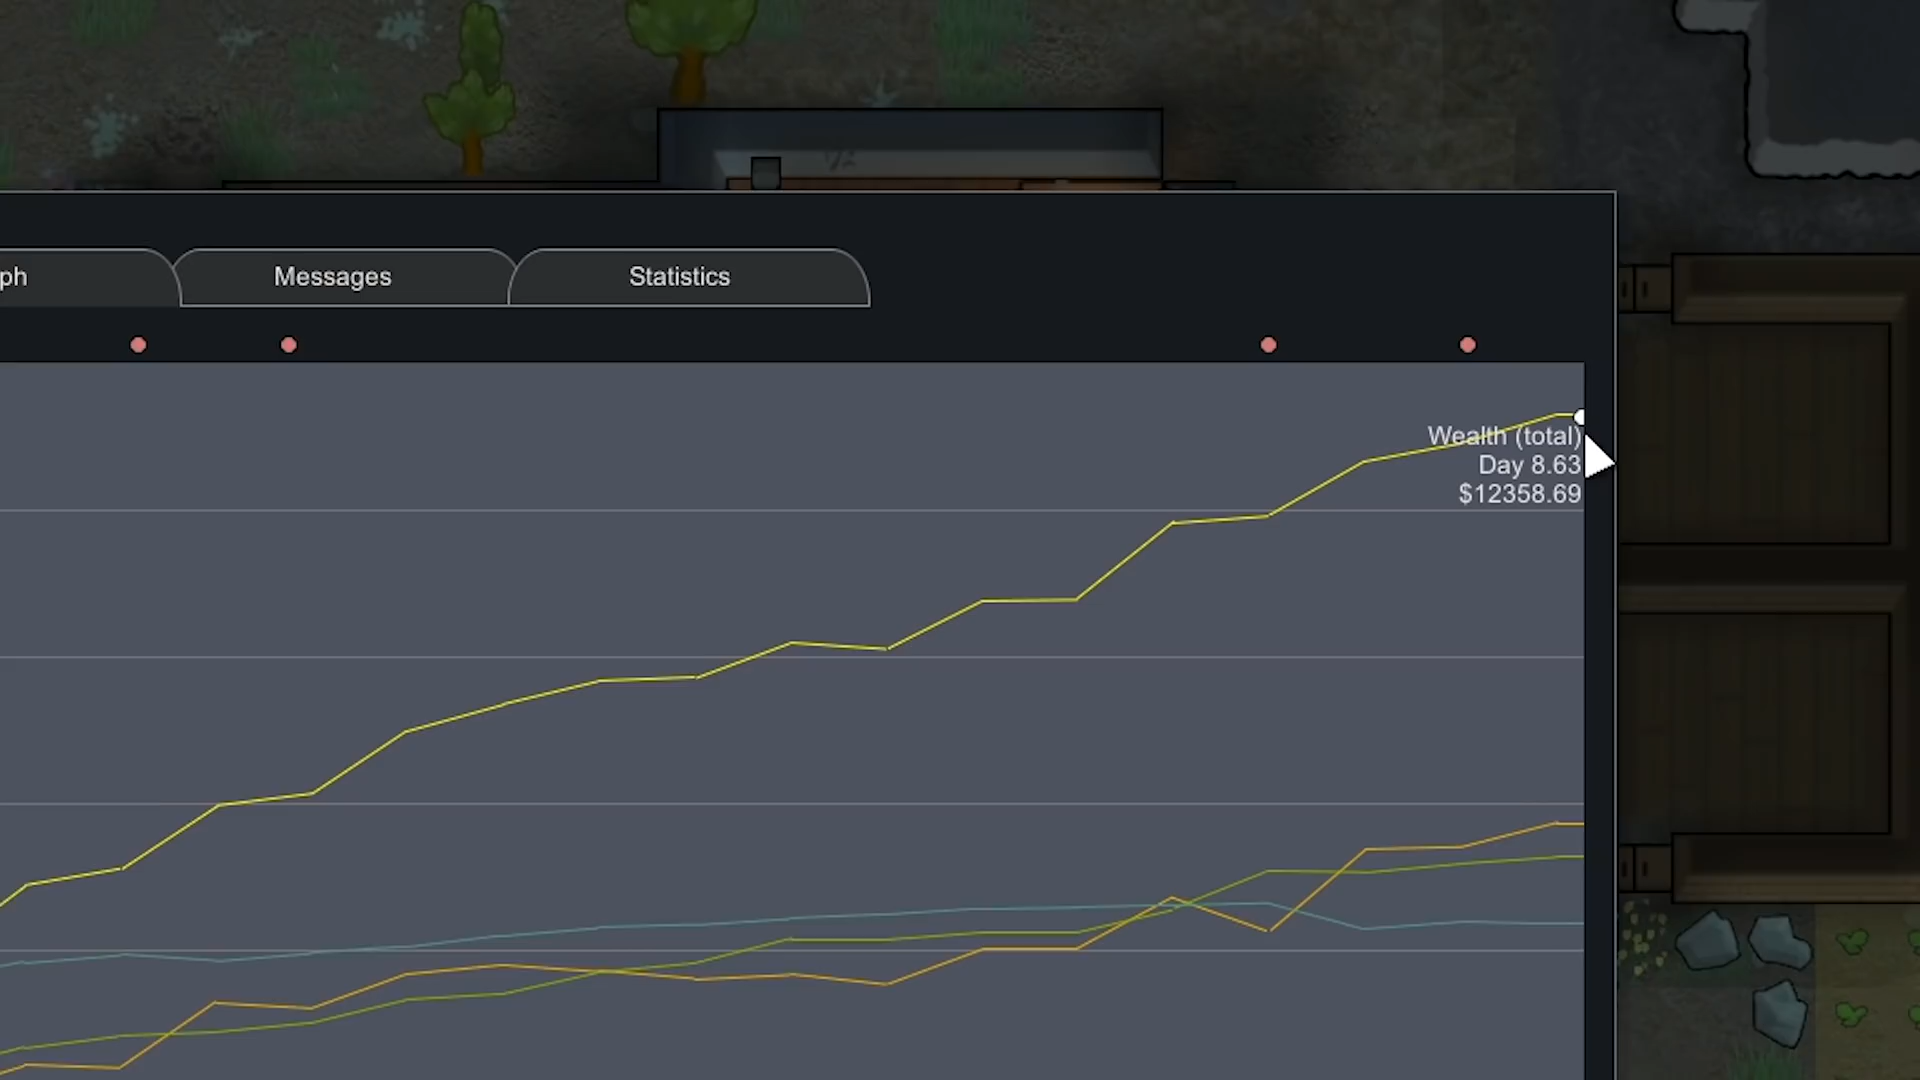 ph
Messages
Statistics
Wealth (total)
Day 8.63
$12358.69